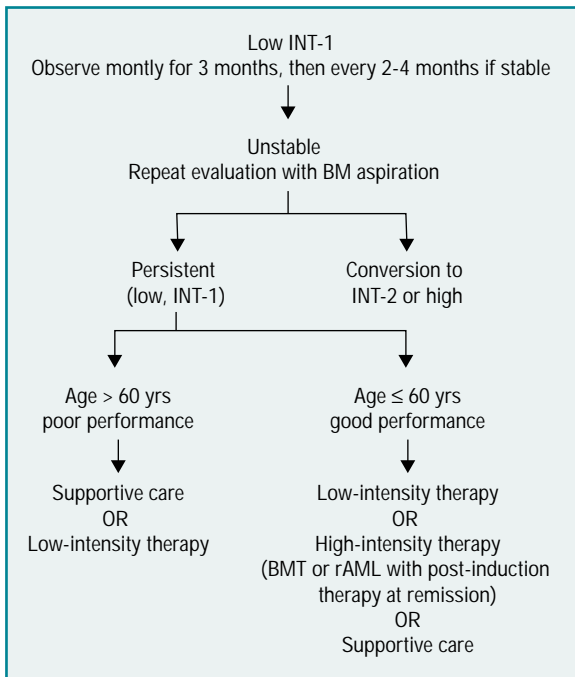 Low INT-1
Observe montly for 3 months, then every 2-4 months if stable
Unstable
Repeat evaluation with BM aspiration
Persistent
(low, INT-1)
Conversion to
INT-2 or high
Age > 60 yrs
poor performance
Age ≤ 60 yrs
good performance
Supportive care
OR
Low-intensity therapy
Low-intensity therapy
OR
High-intensity therapy
(BMT or rAML with post-induction
therapy at remission)
OR
Supportive care